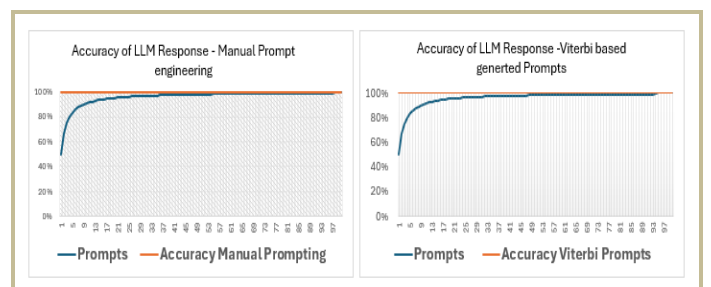 Accuracy of LLM Response - Manual Prompt
engineering
100%
80%
60%
40%
20%
0%
1 5 9 13 17 21 25 29 33 37 41 45 49 53 57 61 65 69 73 77 81 85 89 93 97
Prompts Accuracy Manual Prompting
Accuracy of LLM Response -Viterbi based
generted Prompts
100%
80%
60%
40%
20%
0%
1 5 9 13 17 21 25 29 33 37 41 45 49 53 57 61 65 69 73 77 81 85 89 93 97
Prompts Accuracy Viterbi Prompts